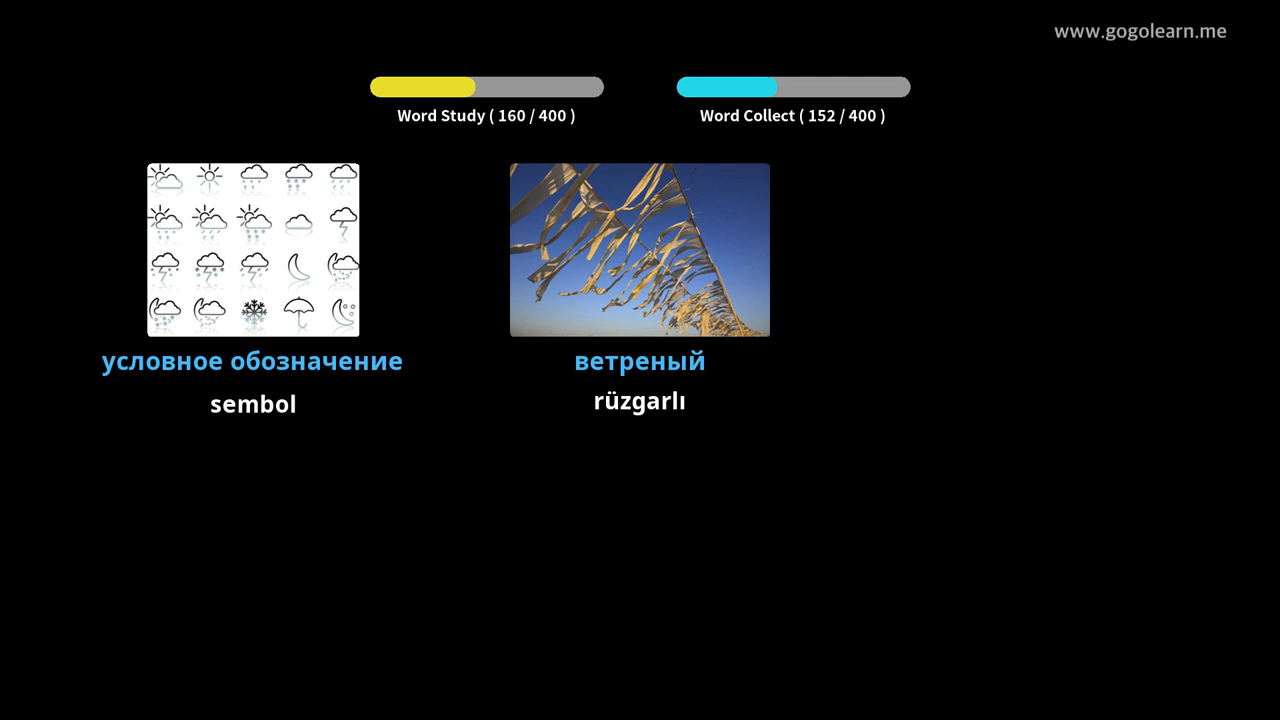 www.gogolearn.me
Word Study ( 160 / 400 )
Word Collect ( 152 / 400 )
условное обозначение
sembol
ветреный
rüzgarlı